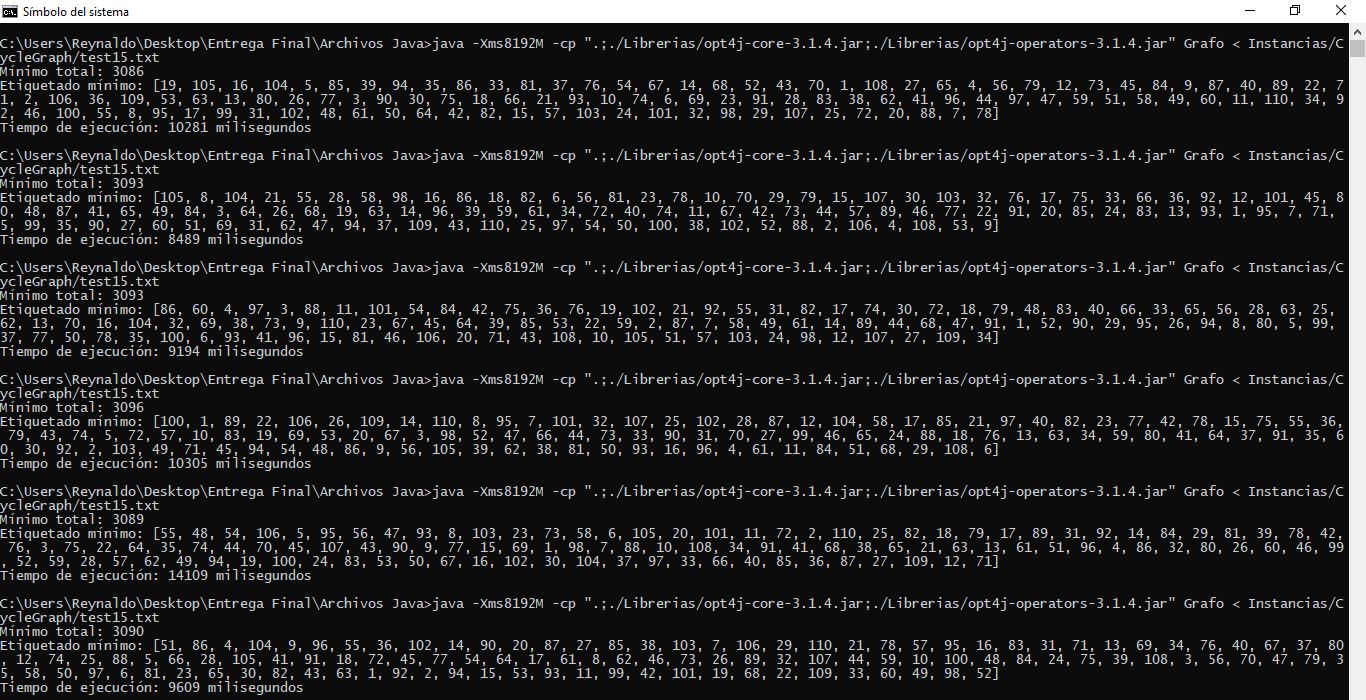 Símbolo del sistema
C:\Users\Reynaldo\Desktop\Entrega Final\Archivos Java>java -Xms8192M -cp ".;./Librerias/opt4j-core-3.1.4.jar;./Librerias/opt4j-operators-3.1.4.jar" Grafo < Instancias/C
ycleGraph/test15.txt
Mínimo total: 3086
Etiquetado mínimo: [19, 105, 16, 104, 5, 85, 39, 94, 35, 86, 33, 81, 37, 76, 54, 67, 14, 68, 52, 43, 70, 1, 108, 27, 65, 4, 56, 79, 12, 73, 45, 84, 9, 87, 40, 89, 22, 7
1, 2, 106, 36, 109, 53, 63, 13, 80, 26, 77, 3, 90, 30, 75, 18, 66, 21, 93, 10, 74, 6, 69, 23, 91, 28, 83, 38, 62, 41, 96, 44, 97, 47, 59, 51, 58, 49, 60, 11, 110, 34, 9
2, 46, 100, 55, 8, 95, 17, 99, 31, 102, 48, 61, 50, 64, 42, 82, 15, 57, 103, 24, 101, 32, 98, 29, 107, 25, 72, 20, 88, 7, 78]
Tiempo de ejecución: 10281 milisegundos
C:\Users\Reynaldo\Desktop\Entrega Final\Archivos Java>java -Xms8192M -cp ".;./Librerias/opt4j-core-3.1.4.jar;./Librerias/opt4j-operators-3.1.4.jar" Grafo < Instancias/C
ycleGraph/test15.txt
Mínimo total: 3093
Etiquetado mínimo: [105, 8, 104, 21, 55, 28, 58, 98, 16, 86, 18, 82, 6, 56, 81, 23, 78, 10, 70, 29, 79, 15, 107, 30, 103, 32, 76, 17, 75, 33, 66, 36, 92, 12, 101, 45, 8
0, 48, 87, 41, 65, 49, 84, 3, 64, 26, 68, 19, 63, 14, 96, 39, 59, 61, 34, 72, 40, 74, 11, 67, 42, 73, 44, 57, 89, 46, 77, 22, 91, 20, 85, 24, 83, 13, 93, 1, 95, 7, 71,
5, 99, 35, 90, 27, 60, 51, 69, 31, 62, 47, 94, 37, 109, 43, 110, 25, 97, 54, 50, 100, 38, 102, 52, 88, 2, 106, 4, 108, 53, 9]
Tiempo de ejecución: 8489 milisegundos
C:\Users\Reynaldo\Desktop\Entrega Final\Archivos Java>java -Xms8192M -cp ".;./Librerias/opt4j-core-3.1.4.jar;./Librerias/opt4j-operators-3.1.4.jar" Grafo < Instancias/C
ycleGraph/test15.txt
Mínimo total: 3093
Etiquetado mínimo: [86, 60, 4, 97, 3, 88, 11, 101, 54, 84, 42, 75, 36, 76, 19, 102, 21, 92, 55, 31, 82, 17, 74, 30, 72, 18, 79, 48, 83, 40, 66, 33, 65, 56, 28, 63, 25,
62, 13, 70, 16, 104, 32, 69, 38, 73, 9, 110, 23, 67, 45, 64, 39, 85, 53, 22, 59, 2, 87, 7, 58, 49, 61, 14, 89, 44, 68, 47, 91, 1, 52, 90, 29, 95, 26, 94, 8, 80, 5, 99,
37, 77, 50, 78, 35, 100, 6, 93, 41, 96, 15, 81, 46, 106, 20, 71, 43, 108, 10, 105, 51, 57, 103, 24, 98, 12, 107, 27, 109, 34]
Tiempo de ejecución: 9194 milisegundos
C:\Users\Reynaldo\Desktop\Entrega Final\Archivos Java>java -Xms8192M -cp ".;./Librerias/opt4j-core-3.1.4.jar;./Librerias/opt4j-operators-3.1.4.jar" Grafo < Instancias/C
ycleGraph/test15.txt
Mínimo total: 3096
Etiquetado mínimo: [100, 1, 89, 22, 106, 26, 109, 14, 110, 8, 95, 7, 101, 32, 107, 25, 102, 28, 87, 12, 104, 58, 17, 85, 21, 97, 40, 82, 23, 77, 42, 78, 15, 75, 55, 36,
79, 43, 74, 5, 72, 57, 10, 83, 19, 69, 53, 20, 67, 3, 98, 52, 47, 66, 44, 73, 33, 90, 31, 70, 27, 99, 46, 65, 24, 88, 18, 76, 13, 63, 34, 59, 80, 41, 64, 37, 91, 35, 6
0, 30, 92, 2, 103, 49, 71, 45, 94, 54, 48, 86, 9, 56, 105, 39, 62, 38, 81, 50, 93, 16, 96, 4, 61, 11, 84, 51, 68, 29, 108, 6]
Tiempo de ejecución: 10305 milisegundos
C:\Users\Reynaldo\Desktop\Entrega Final\Archivos Java>java -Xms8192M -cp ".;./Librerias/opt4j-core-3.1.4.jar;./Librerias/opt4j-operators-3.1.4.jar" Grafo < Instancias/C
ycleGraph/test15.txt
Mínimo total: 3089
Etiquetado mínimo: [55, 48, 54, 106, 5, 95, 56, 47, 93, 8, 103, 23, 73, 58, 6, 105, 20, 101, 11, 72, 2, 110, 25, 82, 18, 79, 17, 89, 31, 92, 14, 84, 29, 81, 39, 78, 42,
76, 3, 75, 22, 64, 35, 74, 44, 70, 45, 107, 43, 90, 9, 77, 15, 69, 1, 98, 7, 88, 10, 108, 34, 91, 41, 68, 38, 65, 21, 63, 13, 61, 51, 96, 4, 86, 32, 80, 26, 60, 46, 99
, 52, 59, 28, 57, 62, 49, 94, 19, 100, 24, 83, 53, 50, 67, 16, 102, 30, 104, 37, 97, 33, 66, 40, 85, 36, 87, 27, 109, 12, 71]
Tiempo de ejecución: 14109 milisegundos
C:\Users\Reynaldo\Desktop\Entrega Final\Archivos Java>java -Xms8192M -cp ".;./Librerias/opt4j-core-3.1.4.jar;./Librerias/opt4j-operators-3.1.4.jar" Grafo < Instancias/C
ycleGraph/test15.txt
Mínimo total: 3090
Etiquetado mínimo: [51, 86, 4, 104, 9, 96, 55, 36, 102, 14, 90, 20, 87, 27, 85, 38, 103, 7, 106, 29, 110, 21, 78, 57, 95, 16, 83, 31, 71, 13, 69, 34, 76, 40, 67, 37, 80
, 12, 74, 25, 88, 5, 66, 28, 105, 41, 91, 18, 72, 45, 77, 54, 64, 17, 61, 8, 62, 46, 73, 26, 89, 32, 107, 44, 59, 10, 100, 48, 84, 24, 75, 39, 108, 3, 56, 70, 47, 79, 3
5, 58, 50, 97, 6, 81, 23, 65, 30, 82, 43, 63, 1, 92, 2, 94, 15, 53, 93, 11, 99, 42, 101, 19, 68, 22, 109, 33, 60, 49, 98, 52]
Tiempo de ejecución: 9609 milisegundos